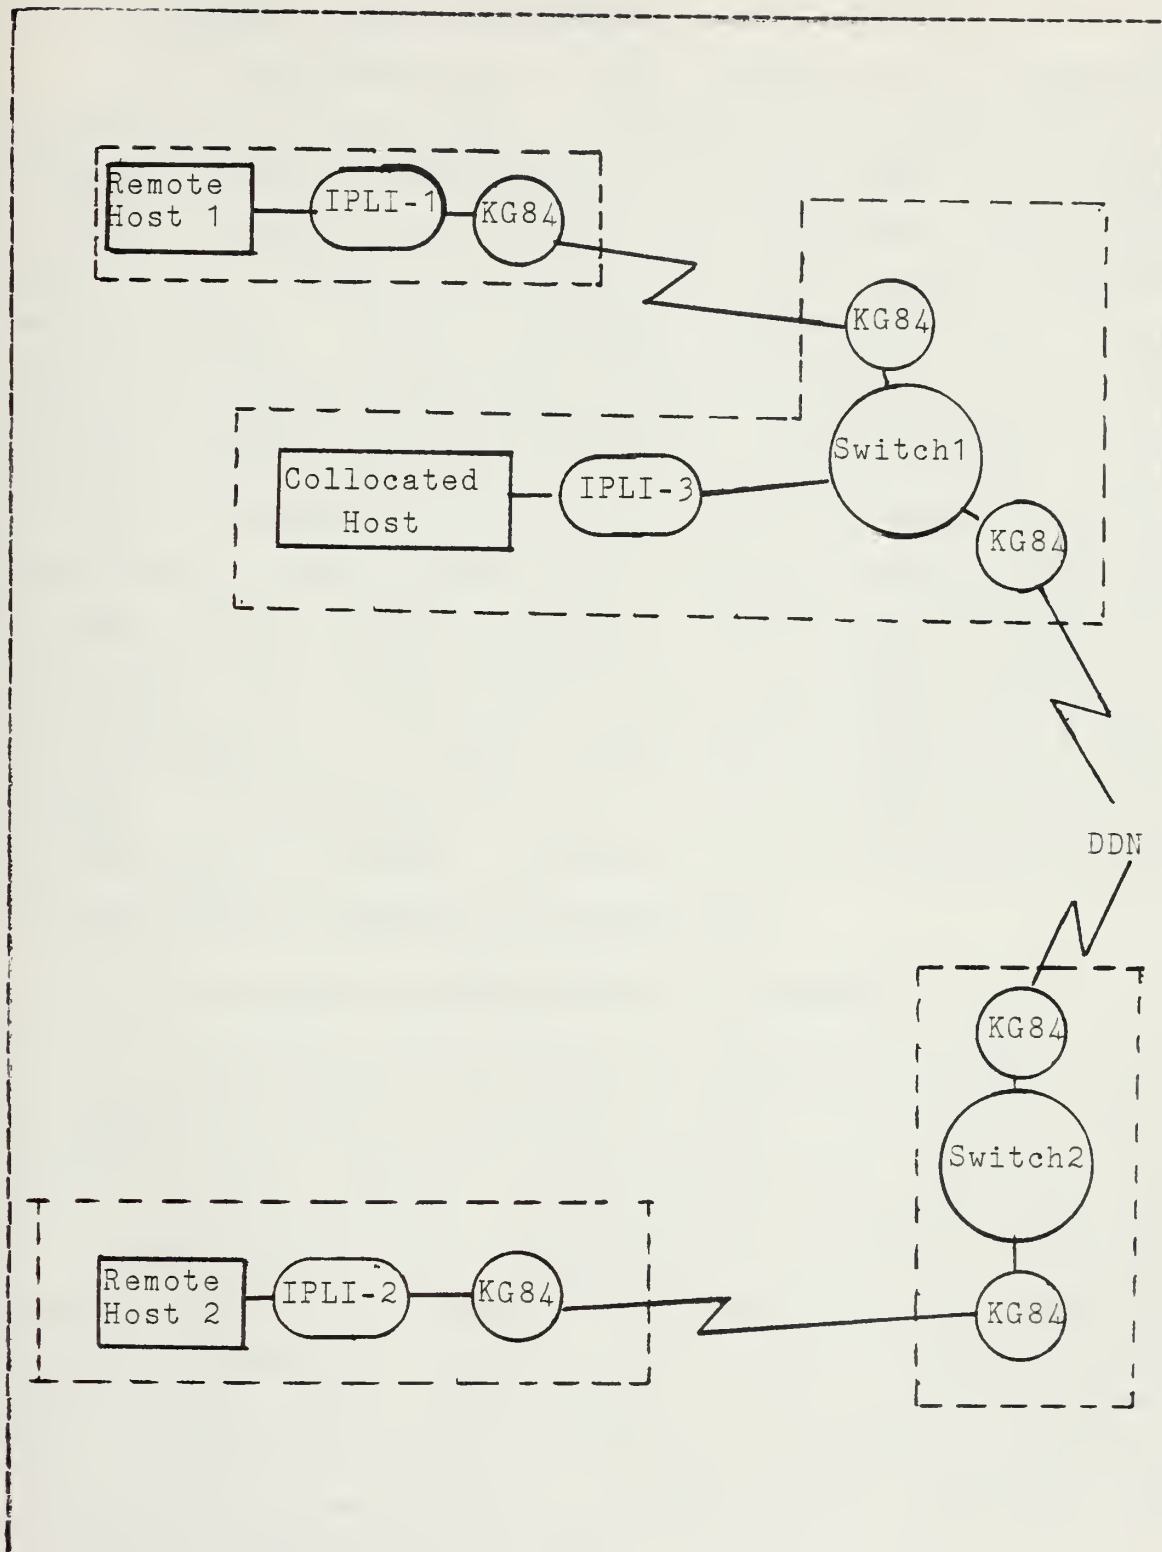 Remote
Host 1
IPLI-1
KG84
KG84
Switch1
Collocated
Host
IPLI-3
KG84
DDN
KG84
Switch2
Remote
Host 2
IPLI-2
KG84
KG84